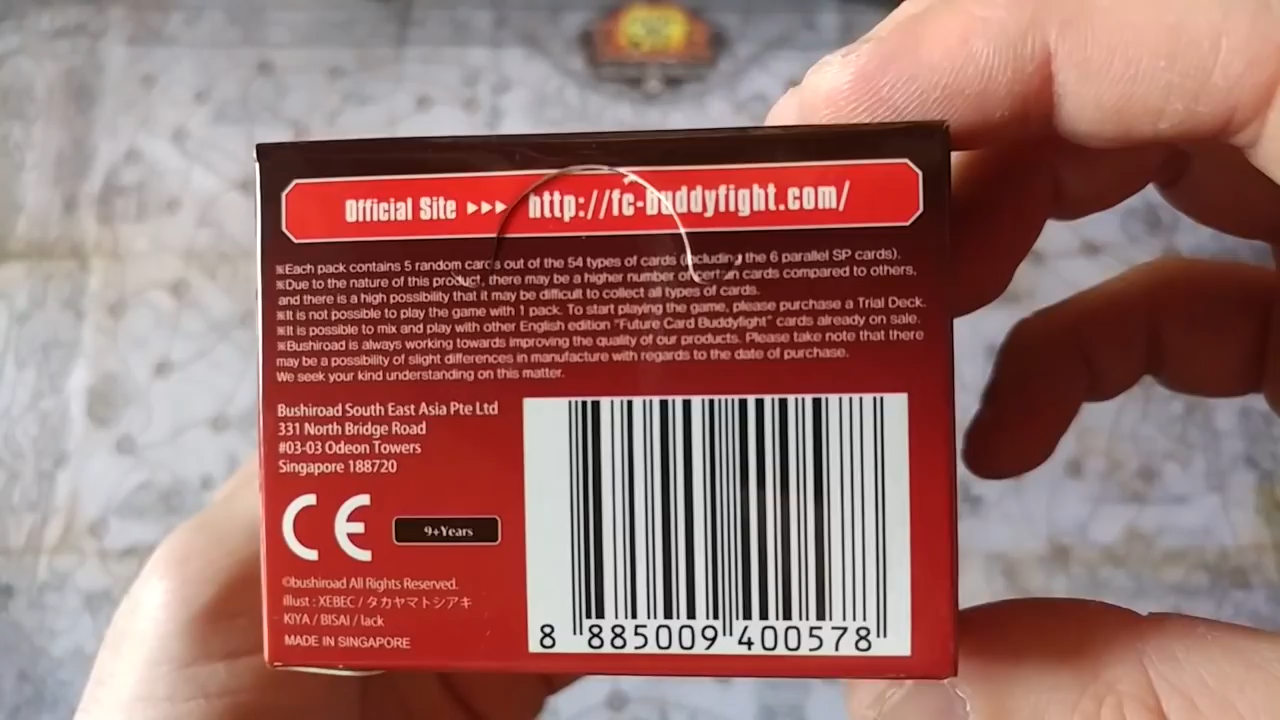 Official Site ▶▶▶ http://fc-buddyfight.com/
※Each pack contains 5 random cards out of the 54 types of cards (including the 6 parallel SP cards).
※Due to the nature of this product, there may be a higher number of certain cards compared to others,
and there is a high possibility that it may be difficult to collect all types of cards.
※It is not possible to play the game with 1 pack. To start playing the game, please purchase a Trial Deck.
※It is possible to mix and play with other English edition "Future Card Buddyfight" cards already on sale.
※Bushiroad is always working towards improving the quality of our products. Please take note that there
may be a possibility of slight differences in manufacture with regards to the date of purchase.
We seek your kind understanding on this matter.
Bushiroad South East Asia Pte Ltd
331 North Bridge Road
#03-03 Odeon Towers
Singapore 188720
CE
9+Years
©bushiroad All Rights Reserved.
illust : XEBEC / タカヤマトシアキ
KIYA / BISAI / lack
MADE IN SINGAPORE
8 885009 400578